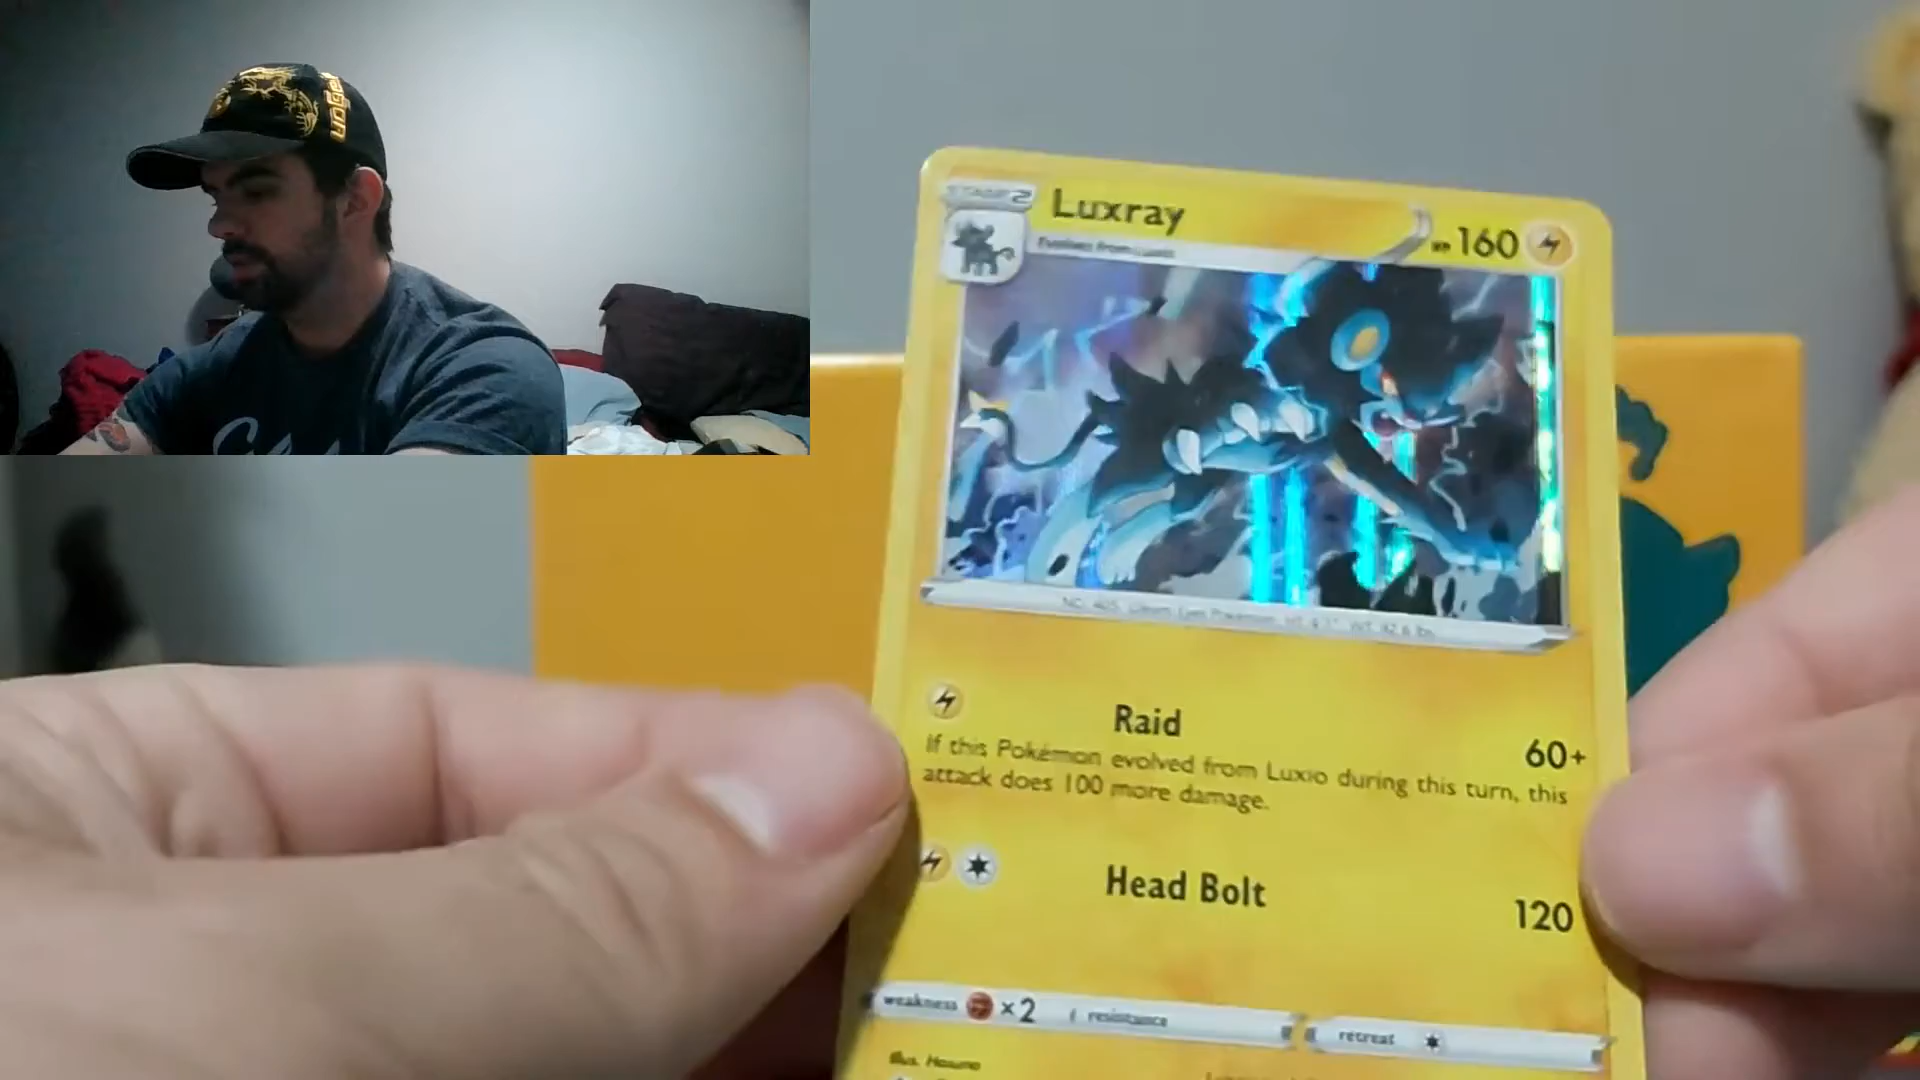 Luxray
160
Raid
60+
If this Pokémon evolved from Luxio during this turn, this
attack does 100 more damage.
Head Bolt
120
weakness ×2 resistance
retreat